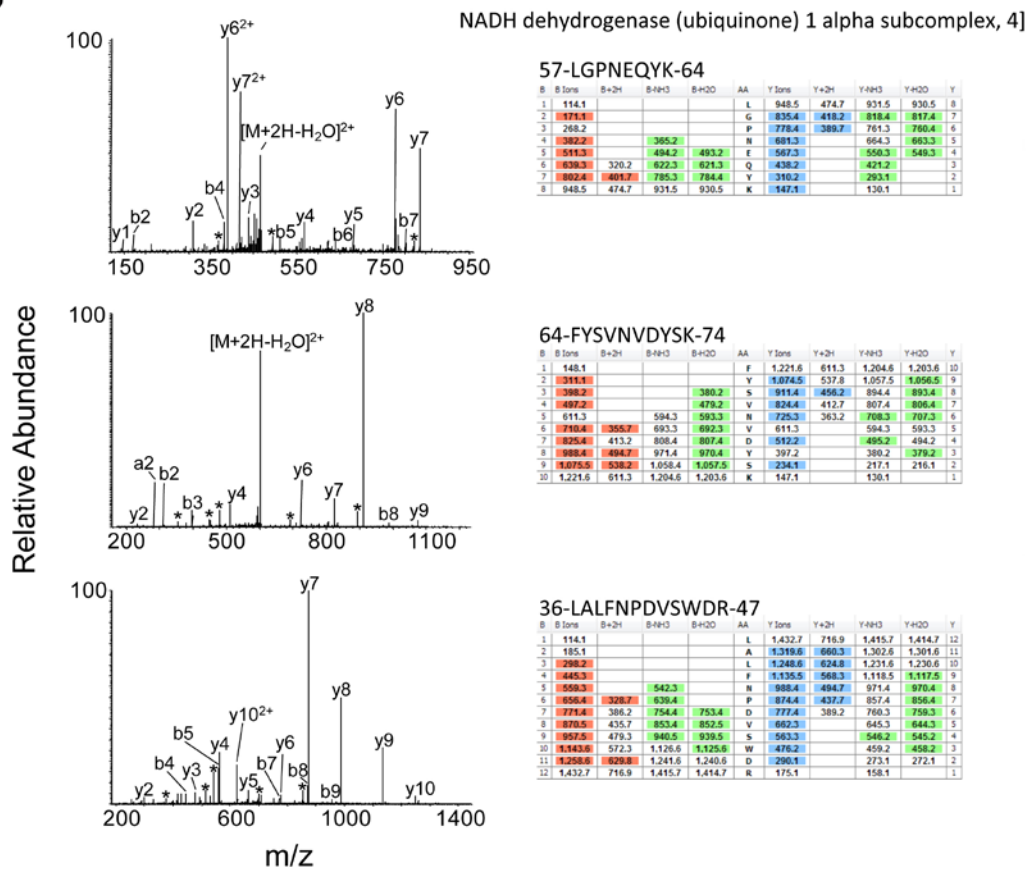 NADH dehydrogenase (ubiquinone) 1 alpha subcomplex, 4]
Relative Abundance
m/z
100
y6²⁺
y7²⁺
[M+2H-H₂O]²⁺
y6
y7
b4
y3
y2
y1
b2
*
*
b5
y4
b6
y5
b7
*
150 350 550 750 950
57-LGPNEQYK-64
B B Ions B+2H B-NH3 B-H2O AA Y Ions Y+2H Y-NH3 Y-H2O Y
1 114.1 L 948.5 474.7 931.5 930.5 8
2 171.1 G 835.4 418.2 818.4 817.4 7
3 268.2 P 778.4 389.7 761.3 760.4 6
4 382.2 365.2 N 681.3 664.3 663.3 5
5 511.3 494.2 493.2 E 567.3 550.3 549.3 4
6 639.3 320.2 622.3 621.3 Q 438.2 421.2 3
7 802.4 401.7 785.3 784.4 Y 310.2 293.1 2
8 948.5 474.7 931.5 930.5 K 147.1 130.1 1
100
y8
[M+2H-H₂O]²⁺
a2
b2
y6
y7
y4
b3
y2
*
*
*
*
*
b8
y9
200 500 800 1100
64-FYSVNVDYSK-74
B B Ions B+2H B-NH3 B-H2O AA Y Ions Y+2H Y-NH3 Y-H2O Y
1 148.1 F 1,221.6 611.3 1,204.6 1,203.6 10
2 311.1 Y 1,074.5 537.8 1,057.5 1,056.5 9
3 398.2 380.2 S 911.4 456.2 894.4 893.4 8
4 497.2 479.2 V 824.4 412.7 807.4 806.4 7
5 611.3 594.3 593.3 N 725.3 363.2 708.3 707.3 6
6 710.4 355.7 693.3 692.3 V 611.3 594.3 593.3 5
7 825.4 413.2 808.4 807.4 D 512.2 495.2 494.2 4
8 988.4 494.7 971.4 970.4 Y 397.2 380.2 379.2 3
9 1,075.5 538.2 1,058.4 1,057.5 S 234.1 217.1 216.1 2
10 1,221.6 611.3 1,204.6 1,203.6 K 147.1 130.1 1
100
y7
y8
y10²⁺
b5
y4
y6
y9
b4
y3
b7
b8
y2
*
*
*
y5
*
*
b9
y10
200 600 1000 1400
36-LALFNPDVSWDR-47
B B Ions B+2H B-NH3 B-H2O AA Y Ions Y+2H Y-NH3 Y-H2O Y
1 114.1 L 1,432.7 716.9 1,415.7 1,414.7 12
2 185.1 A 1,319.6 660.3 1,302.6 1,301.6 11
3 298.2 L 1,248.6 624.8 1,231.6 1,230.6 10
4 445.3 F 1,135.5 568.3 1,118.5 1,117.5 9
5 559.3 542.3 N 988.4 494.7 971.4 970.4 8
6 656.4 328.7 639.4 P 874.4 437.7 857.4 856.4 7
7 771.4 386.2 754.4 753.4 D 777.4 389.2 760.3 759.3 6
8 870.5 435.7 853.4 852.5 V 662.3 645.3 644.3 5
9 957.5 479.3 940.5 939.5 S 563.3 546.2 545.2 4
10 1,143.6 572.3 1,126.6 1,125.6 W 476.2 459.2 458.2 3
11 1,258.6 629.8 1,241.6 1,240.6 D 290.1 273.1 272.1 2
12 1,432.7 716.9 1,415.7 1,414.7 R 175.1 158.1 1